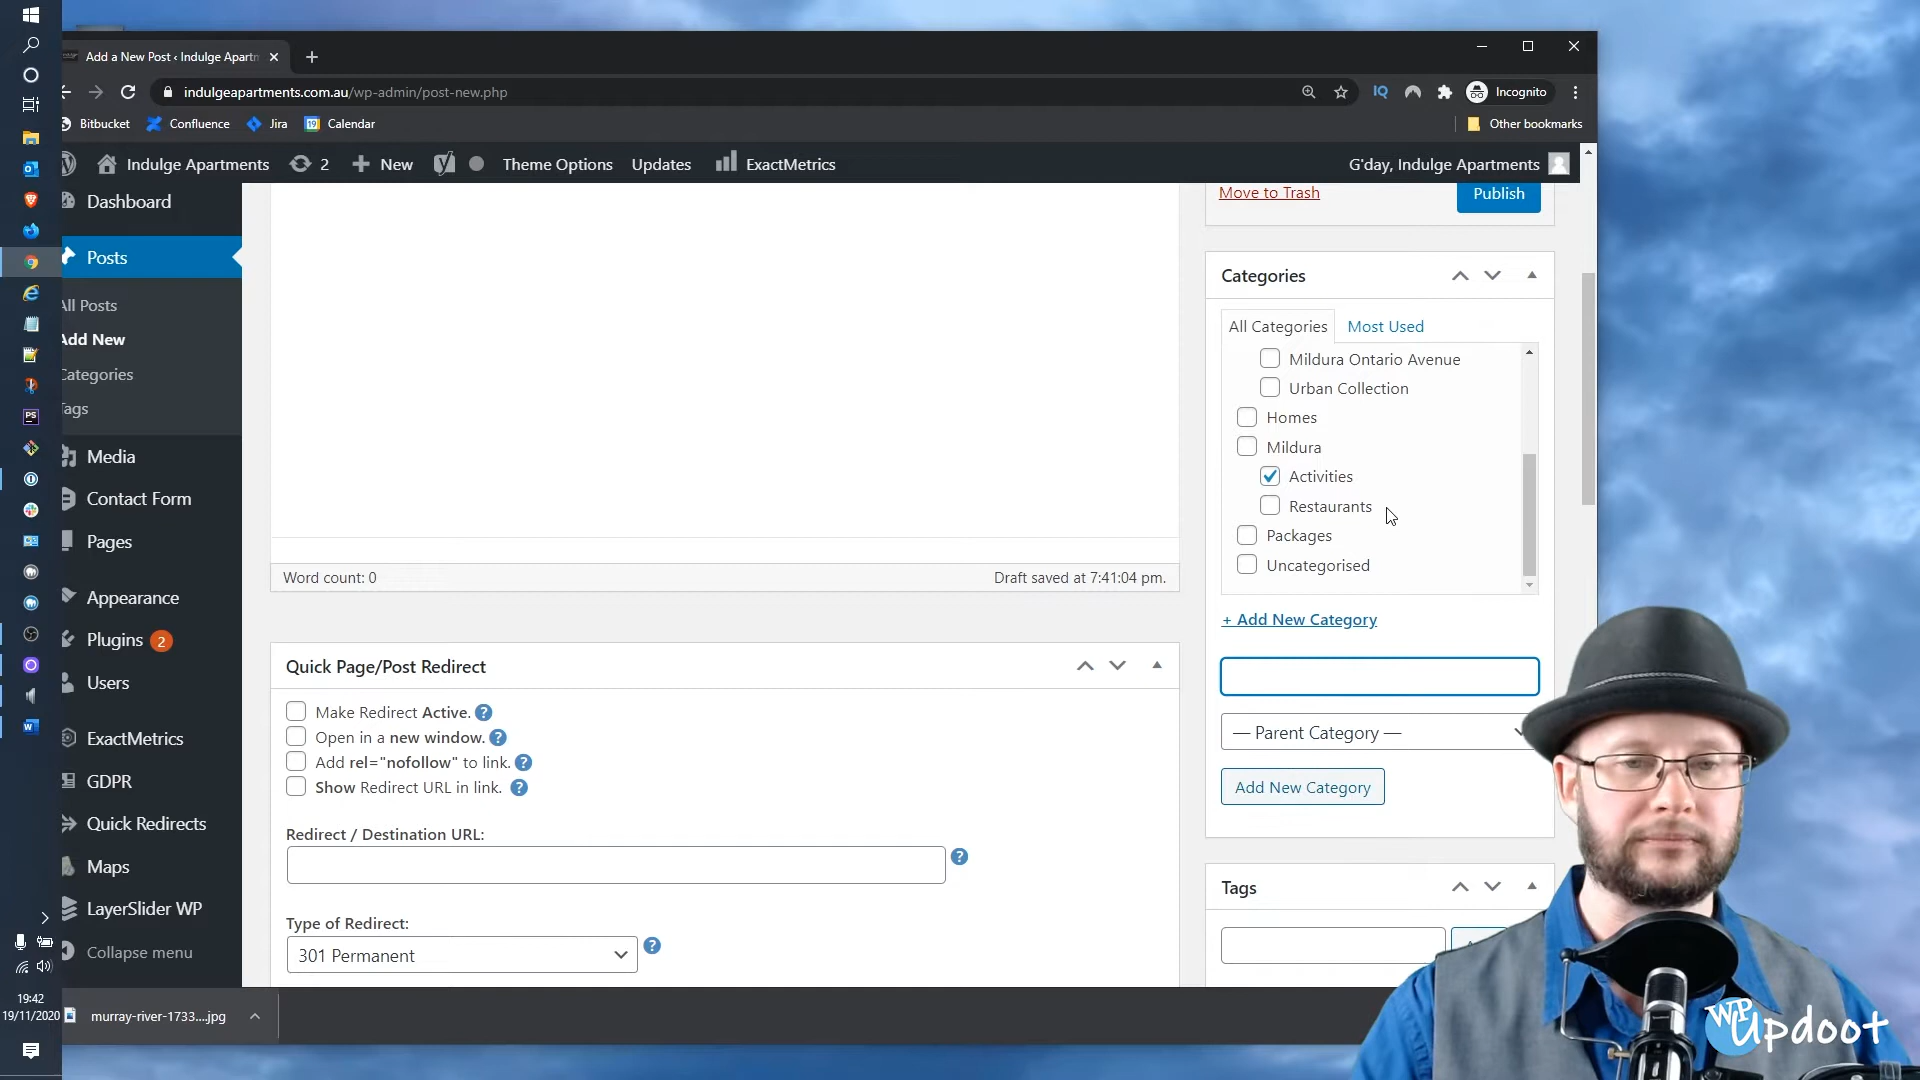 Add a New Post ‹ Indulge Apartm
indulgeapartments.com.au/wp-admin/post-new.php
IQ
Incognito
Bitbucket
Confluence
Jira
19
Calendar
Other bookmarks
Indulge Apartments
2
New
Theme Options
Updates
ExactMetrics
G'day, Indulge Apartments
Dashboard
Posts
All Posts
Add New
Categories
Tags
Media
Contact Form
Pages
Appearance
Plugins 2
Users
ExactMetrics
GDPR
Quick Redirects
Maps
LayerSlider WP
Collapse menu
Word count: 0
Draft saved at 7:41:04 pm.
Quick Page/Post Redirect
Make Redirect Active. ?
Open in a new window. ?
Add rel="nofollow" to link. ?
Show Redirect URL in link. ?
Redirect / Destination URL:
?
Type of Redirect:
301 Permanent
?
Move to Trash
Publish
Categories
All Categories
Most Used
Mildura Ontario Avenue
Urban Collection
Homes
Mildura
Activities
Restaurants
Packages
Uncategorised
+ Add New Category
— Parent Category —
Add New Category
Tags
PS
19:42
19/11/2020
murray-river-1733....jpg
WP Updoot